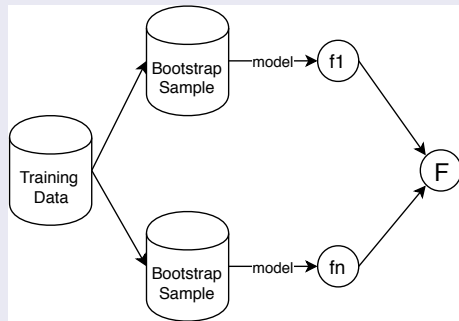 Bootstrap
Sample
model
f1
Training
Data
F
Bootstrap
Sample
model
fn